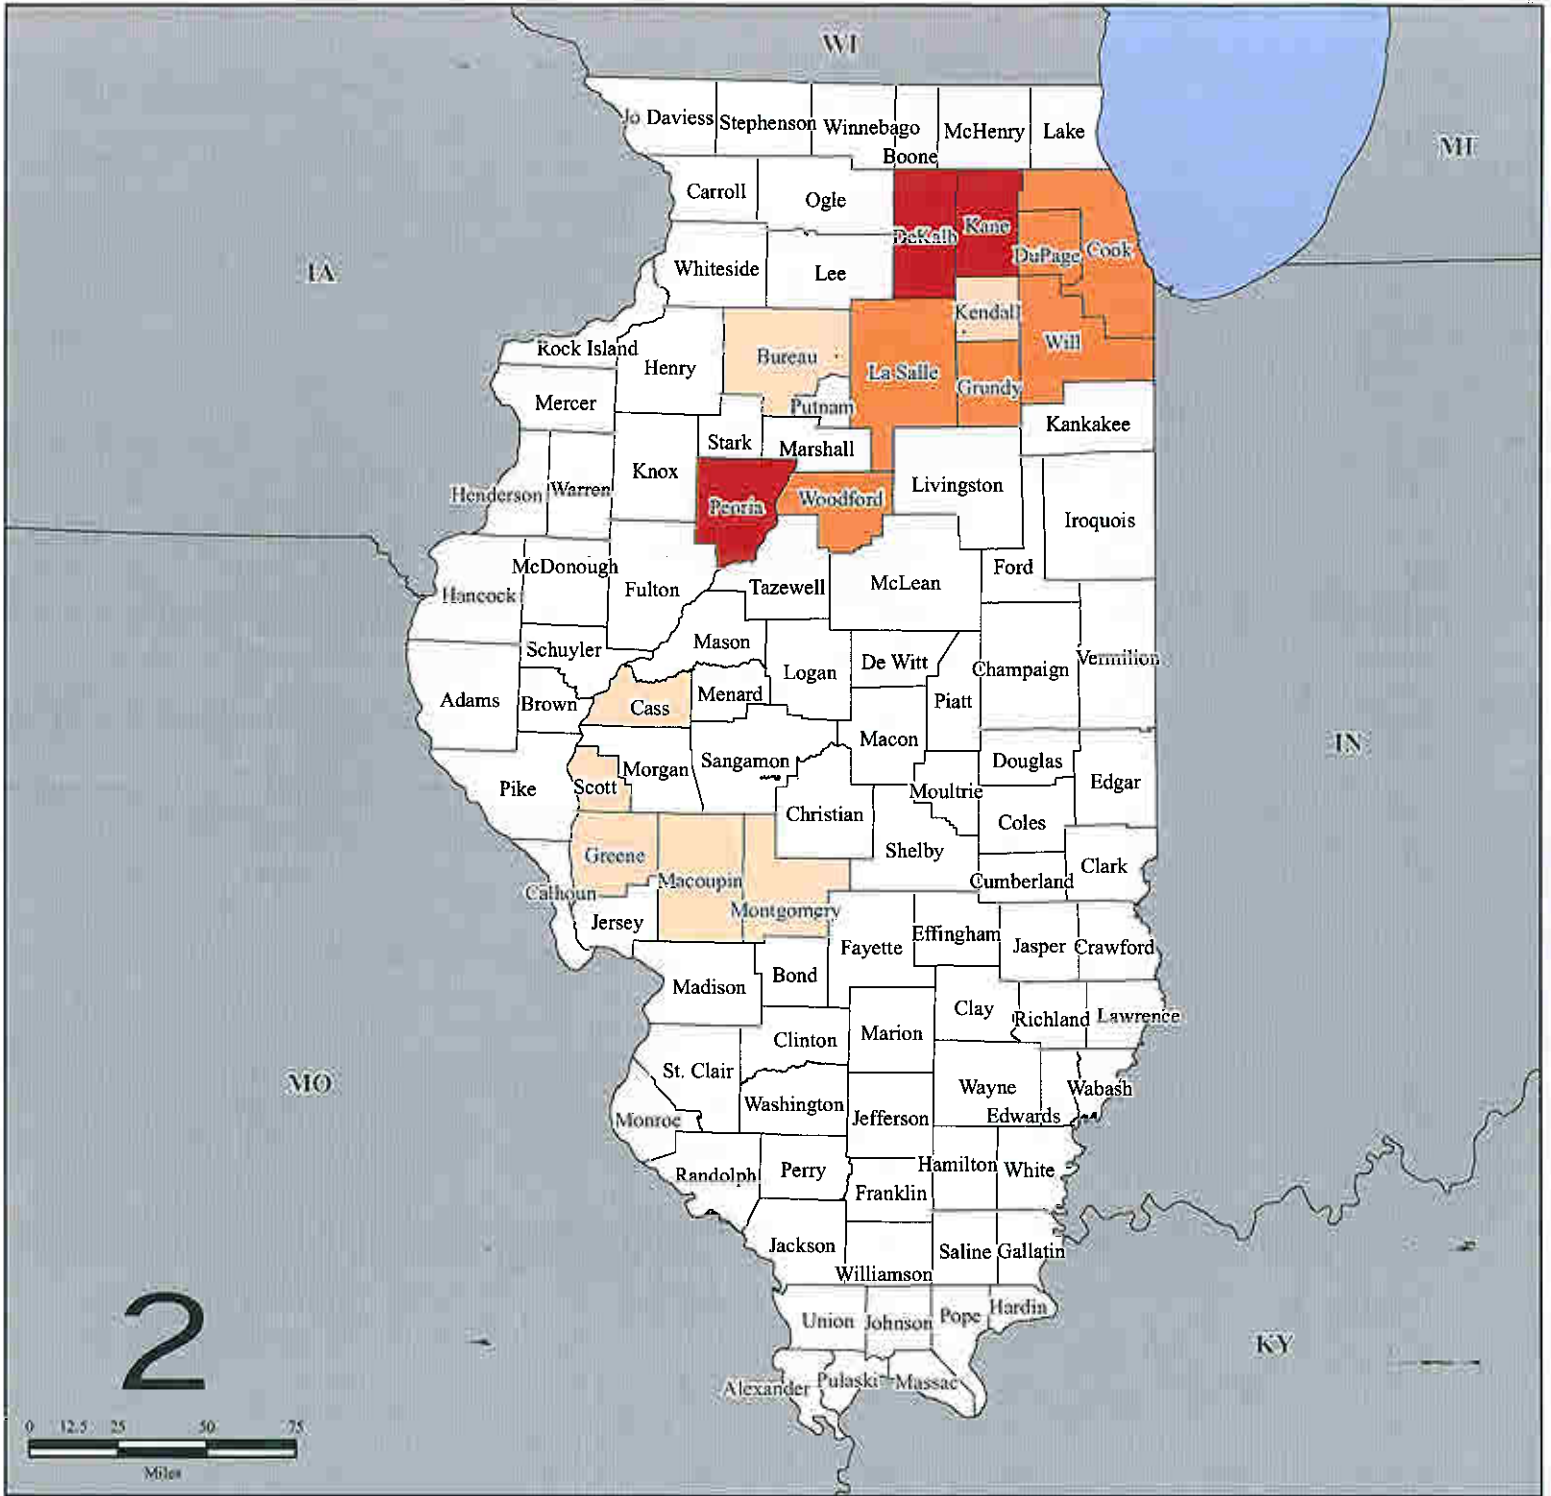 WI
Jo Daviess Stephenson Winnebago McHenry Lake
Boone
MI
Carroll Ogle
DeKalb Kane
DuPage Cook
IA
Whiteside Lee
Kendall
Rock Island Henry Bureau La Salle Will
Grundy
Mercer Putnam
Kankakee
Stark Marshall
Knox Livingston
Henderson Warren Peoria Woodford
Iroquois
McDonough Ford
Hancock Fulton Tazewell McLean
Schuyler Mason
De Witt Champaign Vermilion
Logan
Adams Brown Cass Menard Piatt
Macon
IN
Morgan Sangamon Douglas
Pike Scott Moultrie Edgar
Christian Coles
Greene Shelby
Clark
Macoupin Cumberland
Calhoun
Montgomery
Jersey Effingham
Fayette Jasper Crawford
Madison Bond
Clay
Richland Lawrence
Clinton Marion
St. Clair
MO
Wayne Wabash
Washington
Monroe Jefferson Edwards
Hamilton White
Randolph Perry
Franklin
Jackson Saline Gallatin
Williamson
Hardin
Union Johnson Pope
KY
Alexander Pulaski Massac
2
0 12.5 25 50 75
Miles